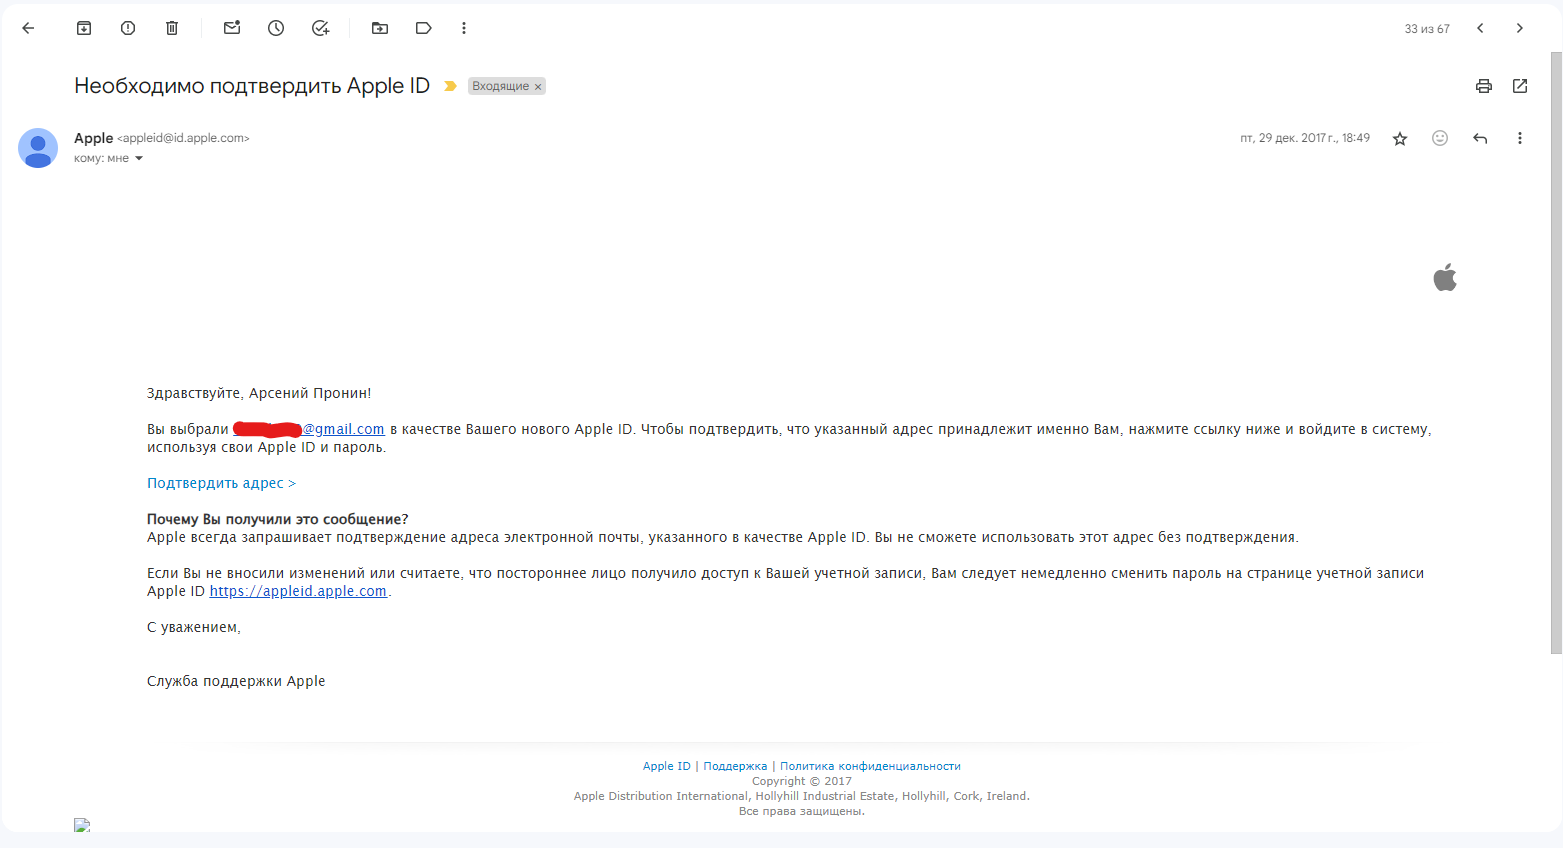 33 из 67
Необходимо подтвердить Apple ID
Входящие ×
Apple <appleid@id.apple.com>
пт, 29 дек. 2017 г., 18:49
кому: мне
Здравствуйте, Арсений Пронин!
Вы выбрали @gmail.com в качестве Вашего нового Apple ID. Чтобы подтвердить, что указанный адрес принадлежит именно Вам, нажмите ссылку ниже и войдите в систему,
используя свои Apple ID и пароль.
Подтвердить адрес >
Почему Вы получили это сообщение?
Apple всегда запрашивает подтверждение адреса электронной почты, указанного в качестве Apple ID. Вы не сможете использовать этот адрес без подтверждения.
Если Вы не вносили изменений или считаете, что постороннее лицо получило доступ к Вашей учетной записи, Вам следует немедленно сменить пароль на странице учетной записи
Apple ID https://appleid.apple.com.
С уважением,
Служба поддержки Apple
Apple ID | Поддержка | Политика конфиденциальности
Copyright © 2017
Apple Distribution International, Hollyhill Industrial Estate, Hollyhill, Cork, Ireland.
Все права защищены.